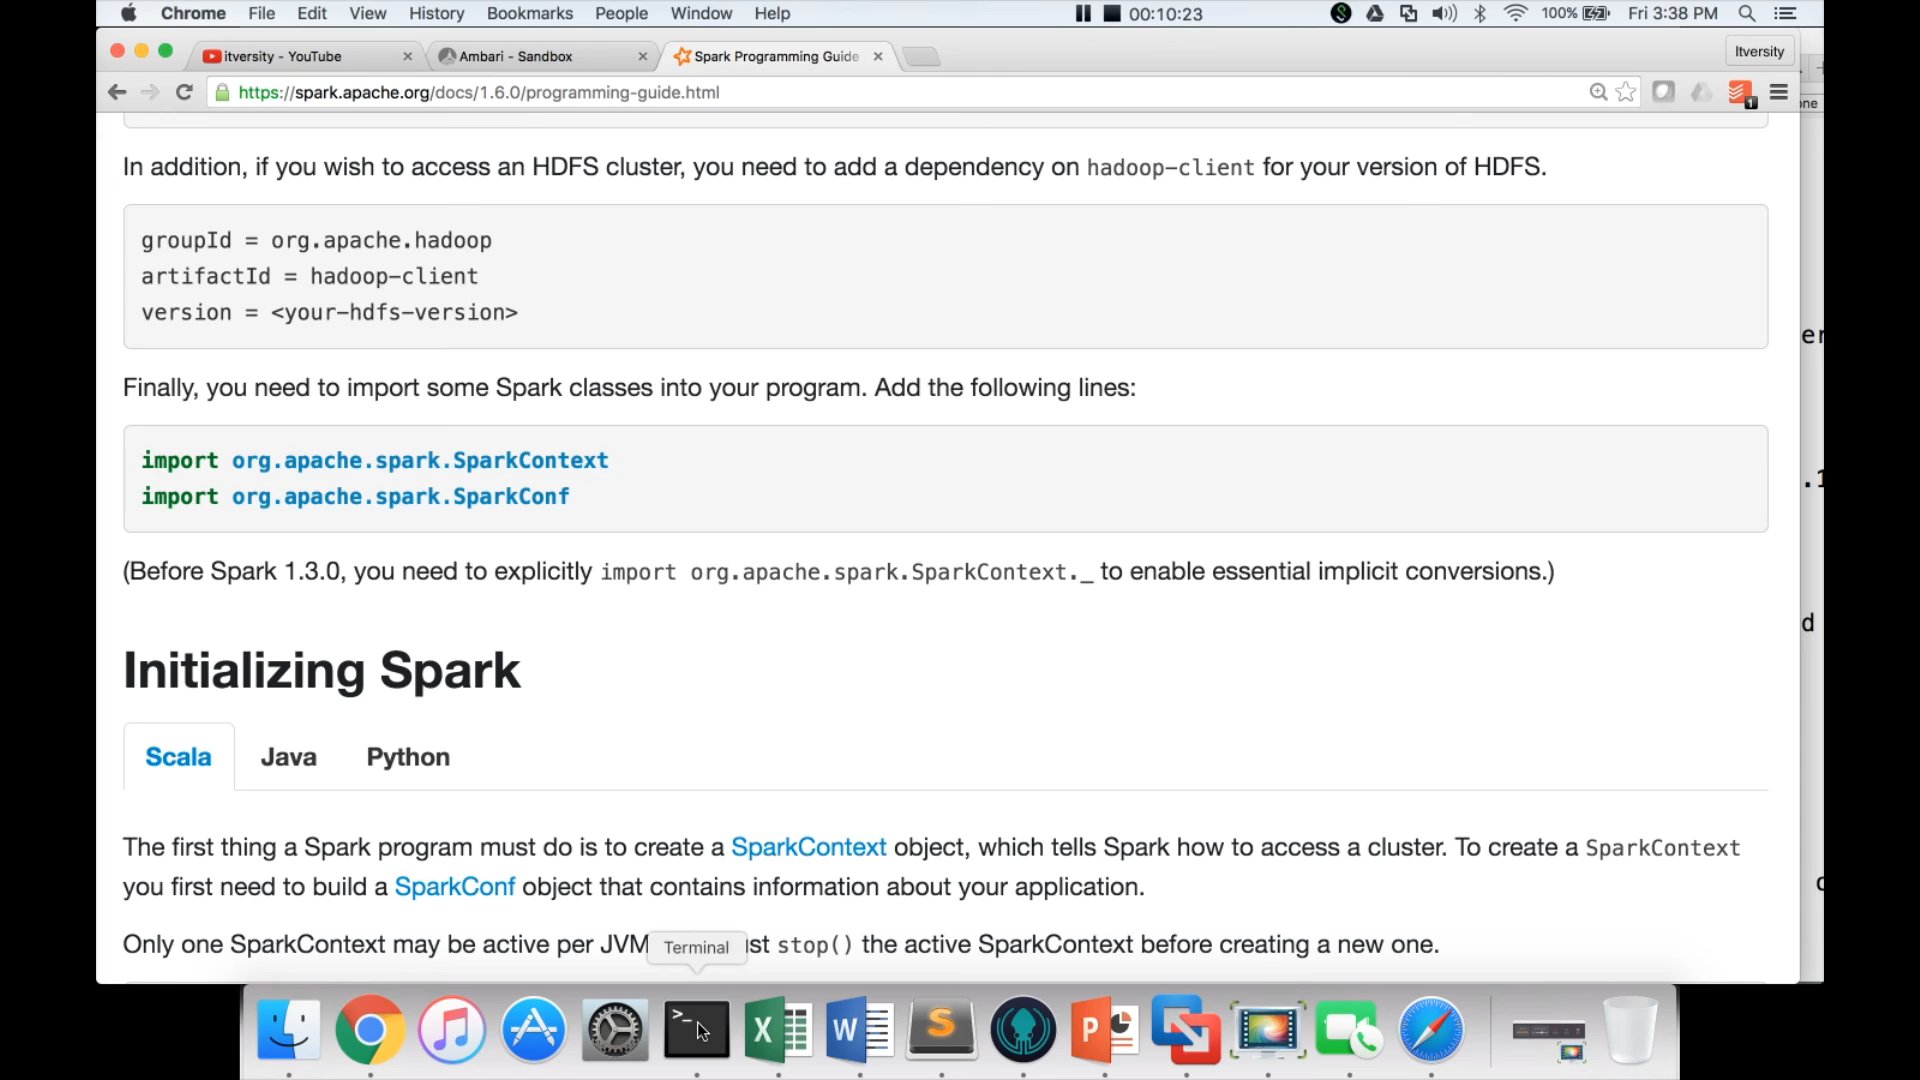 Chrome File Edit View History Bookmarks People Window Help 00:10:23 100% Fri 3:38 PM
itversity - YouTube Ambari - Sandbox Spark Programming Guide Itversity
https://spark.apache.org/docs/1.6.0/programming-guide.html 1 one
In addition, if you wish to access an HDFS cluster, you need to add a dependency on hadoop-client for your version of HDFS.
groupId = org.apache.hadoop
artifactId = hadoop-client
version = <your-hdfs-version>
Finally, you need to import some Spark classes into your program. Add the following lines:
import org.apache.spark.SparkContext
import org.apache.spark.SparkConf
(Before Spark 1.3.0, you need to explicitly import org.apache.spark.SparkContext._ to enable essential implicit conversions.)
Initializing Spark
Scala Java Python
The first thing a Spark program must do is to create a SparkContext object, which tells Spark how to access a cluster. To create a SparkContext
you first need to build a SparkConf object that contains information about your application.
Only one SparkContext may be active per JVM Terminal st stop() the active SparkContext before creating a new one.